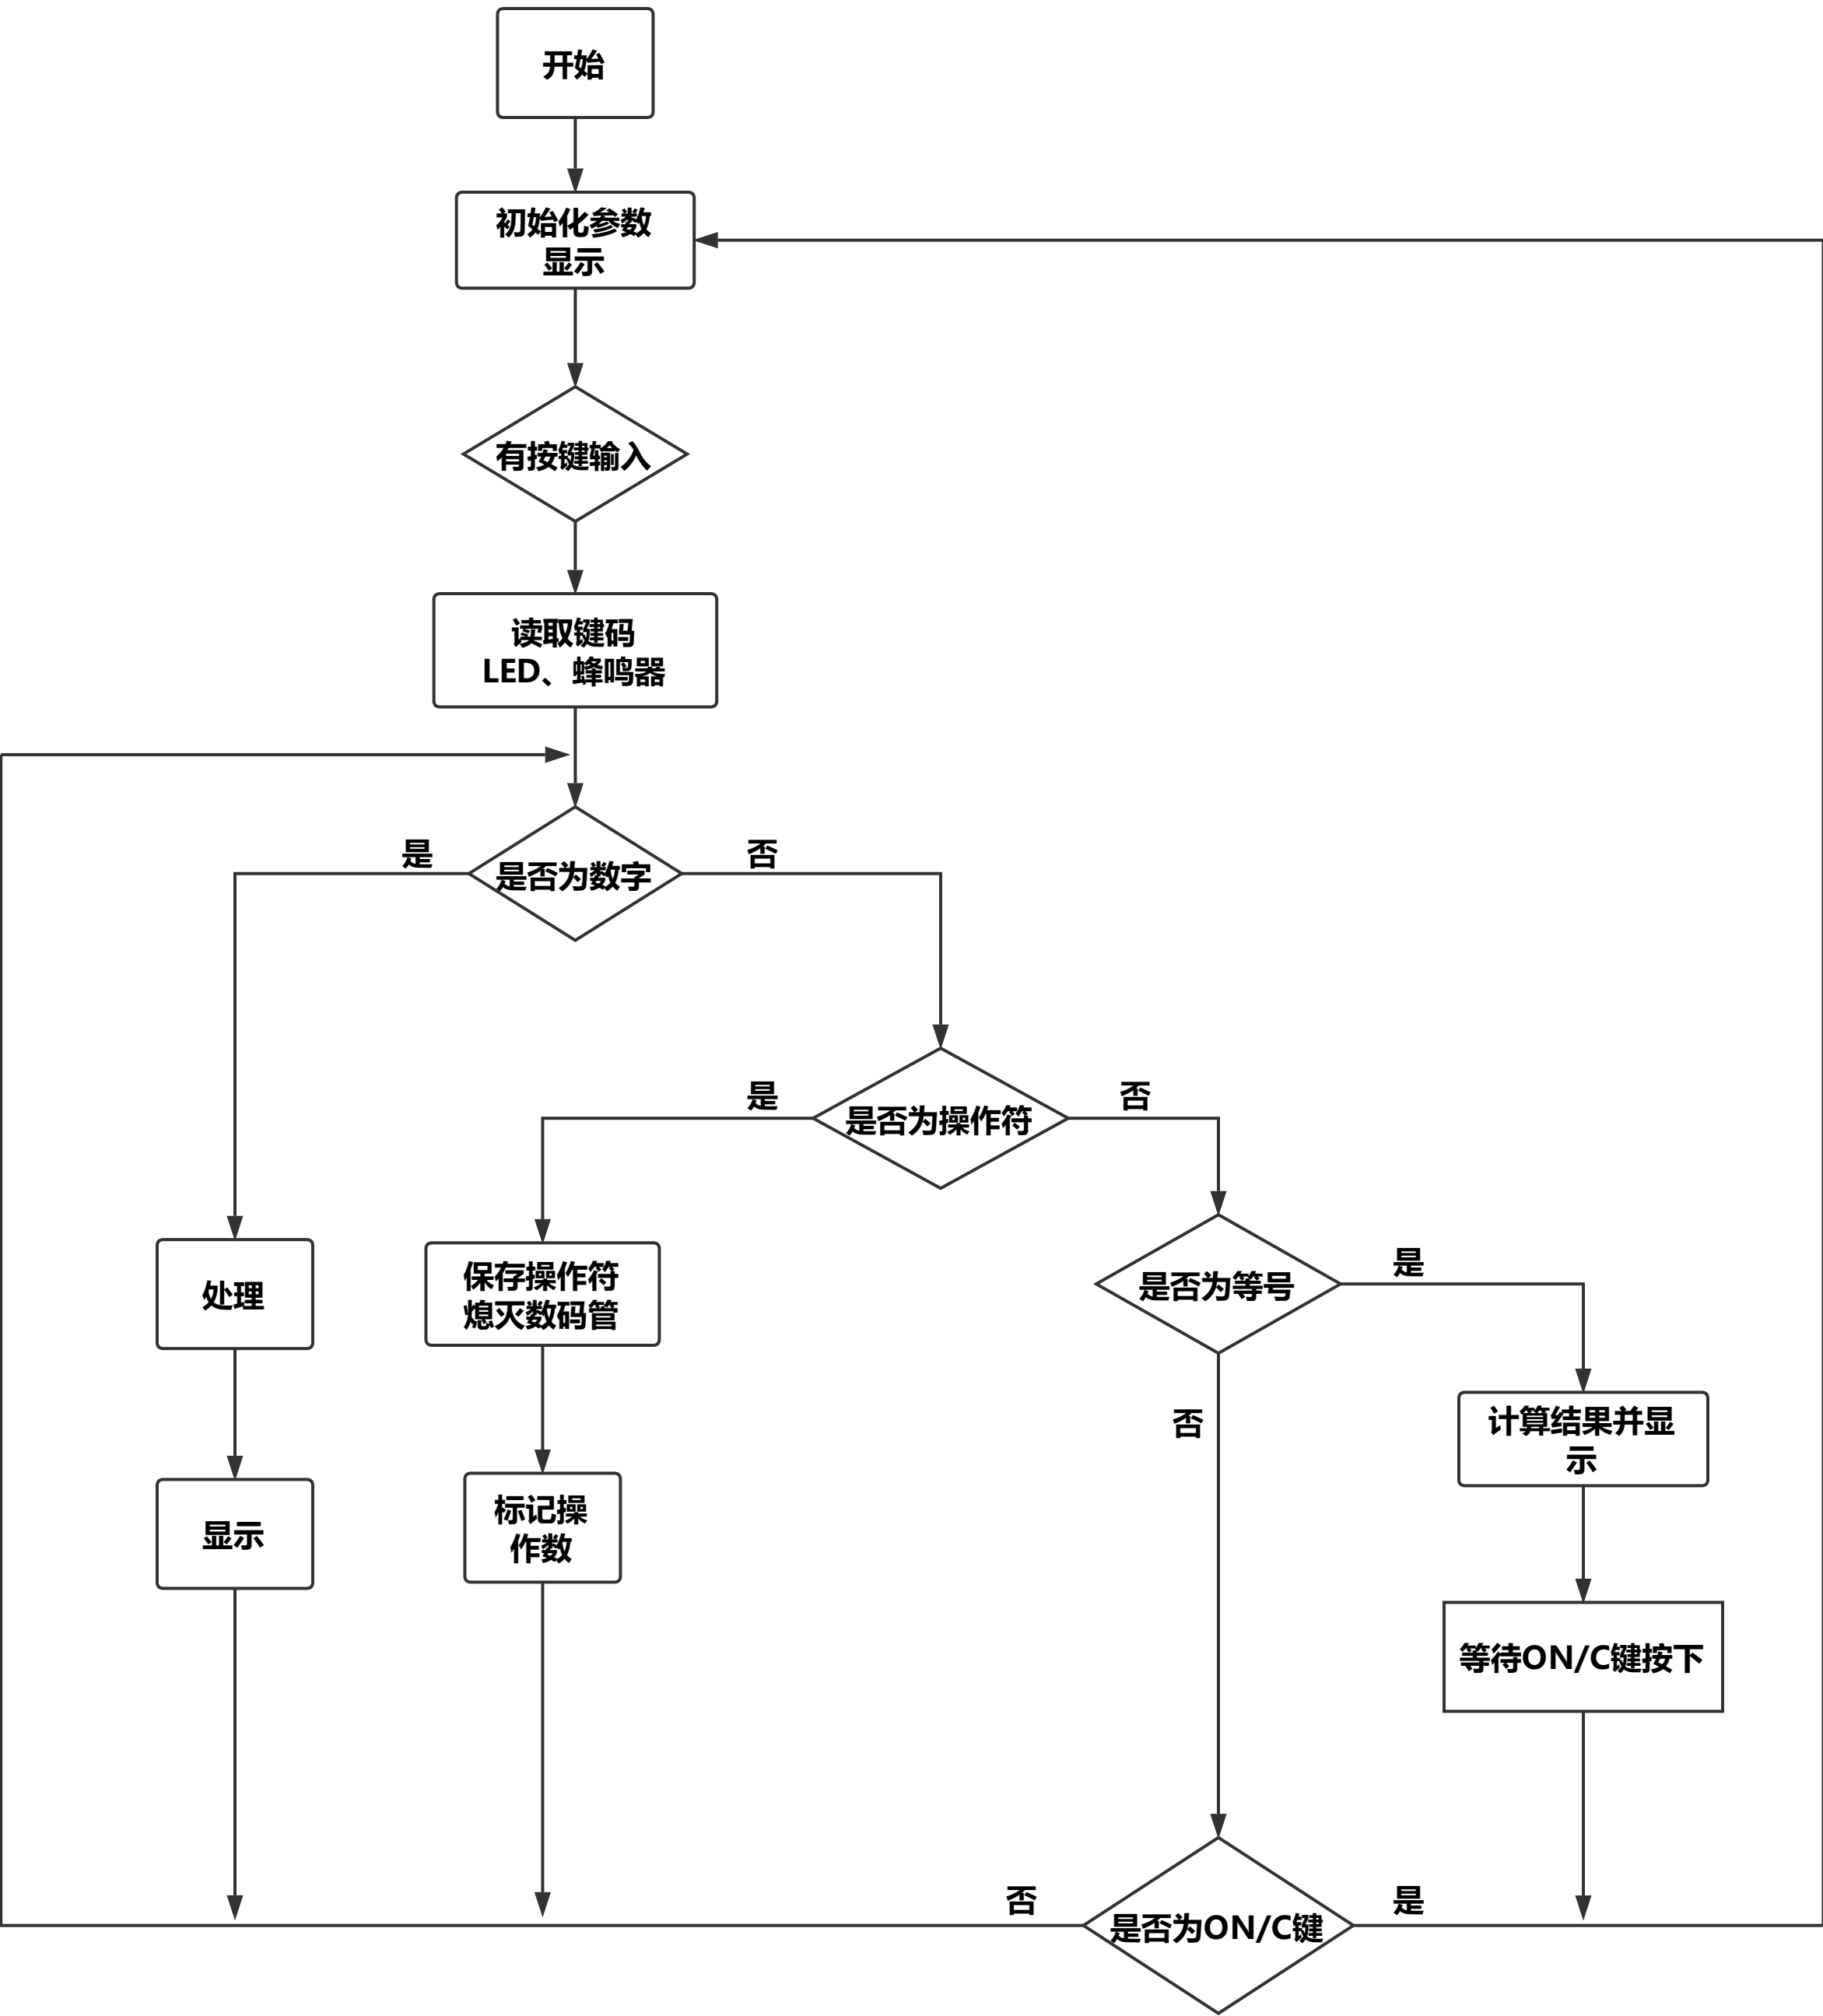 开始
初始化参数
显示
有按键输入
读取键码
LED、蜂鸣器
是
否
是否为数字
是
否
是否为操作符
是
保存操作符
熄灭数码管
是否为等号
处理
否
计算结果并显
示
标记操
作数
显示
等待ON/C键按下
否
是
是否为ON/C键